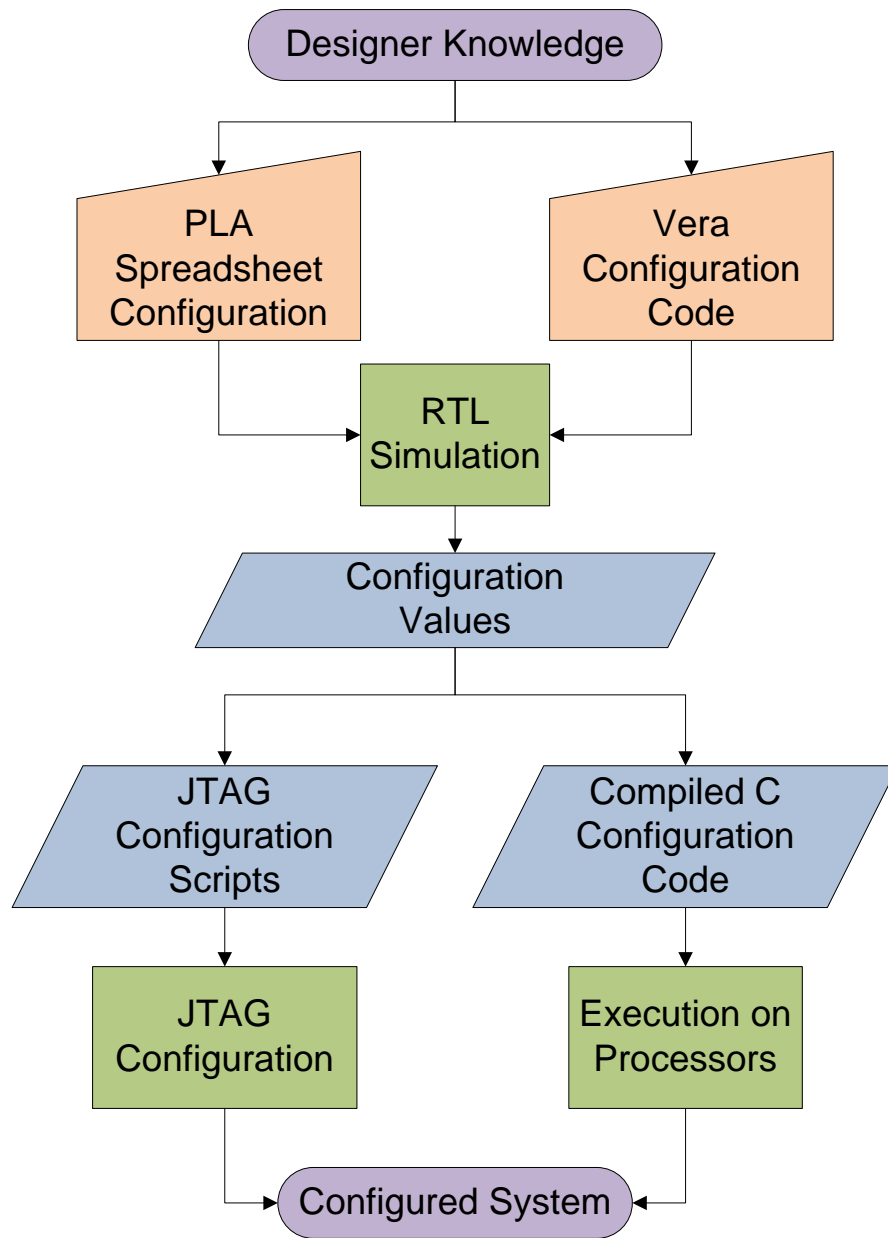 Designer Knowledge
PLA
Spreadsheet
Configuration
Vera
Configuration
Code
RTL
Simulation
Configuration
Values
JTAG
Configuration
Scripts
Compiled C
Configuration
Code
JTAG
Configuration
Execution on
Processors
Configured System